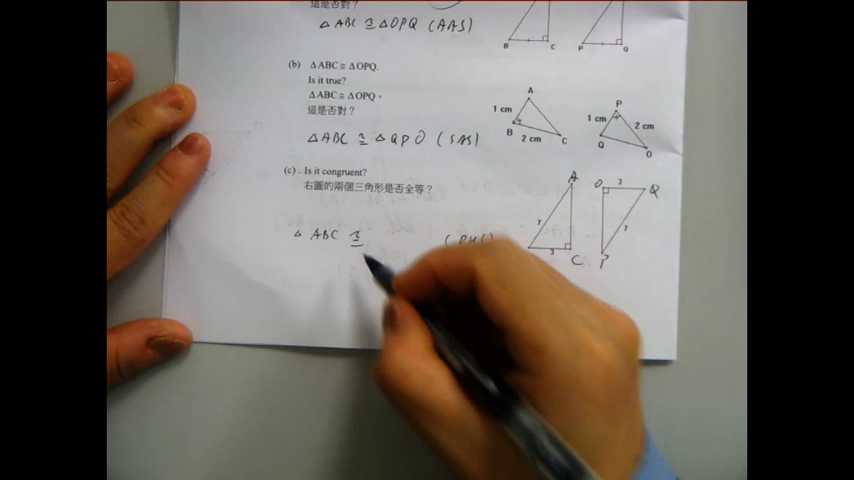 這是否對？
△ABC ≅ △OPQ (AAS)
B C P Q
(b) △ABC ≅ △OPQ.
Is it true?
△ABC ≅ △OPQ。
這是否對？
△ABC ≅ △QPO (SAS)
A
1 cm
B
2 cm
C
P
1 cm
2 cm
Q
O
(c) Is it congruent?
右圖的兩個三角形是否全等？
△ ABC ≅ (RHS)
A
7
3
C
O
3
Q
7
P